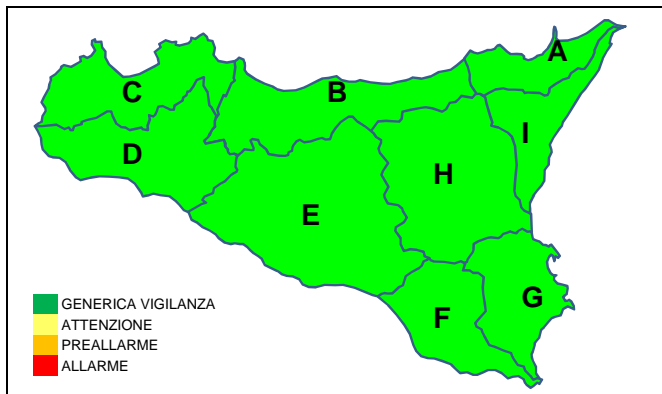 A
B
C
I
D
H
E
G
F
GENERICA VIGILANZA
ATTENZIONE
PREALLARME
ALLARME